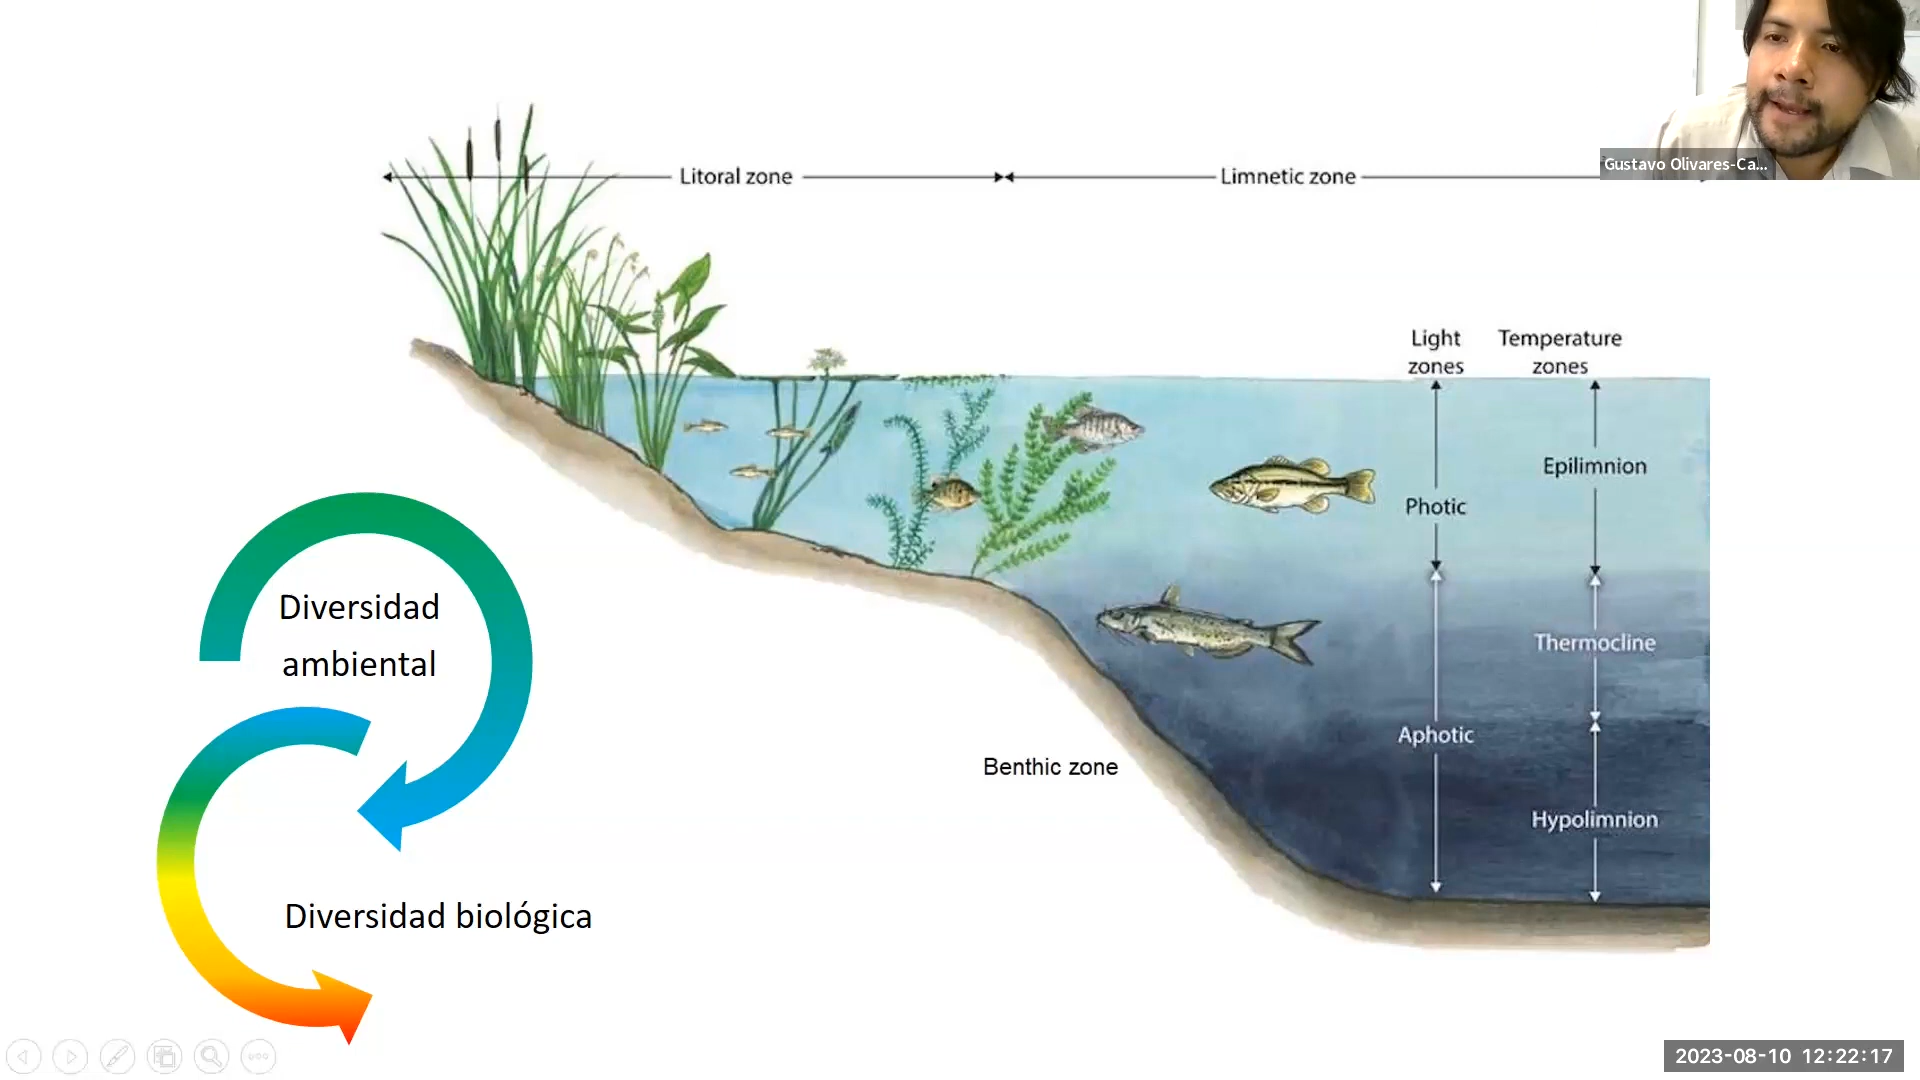 Gustavo Olivares-Ca...
Litoral zone
Limnetic zone
Light
zones
Temperature
zones
Epilimnion
Photic
Thermocline
Aphotic
Hypolimnion
Benthic zone
Diversidad
ambiental
Diversidad biológica
2023-08-10 12:22:17